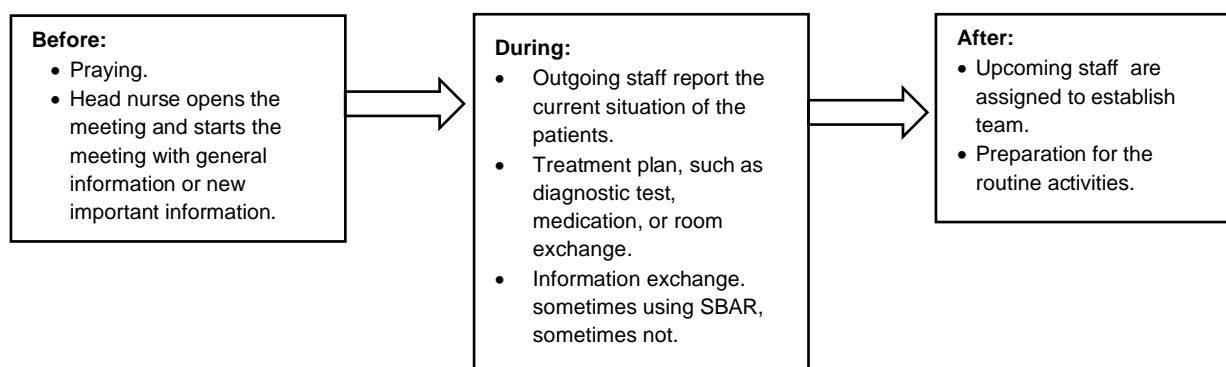 Before:
• Praying.
• Head nurse opens the
meeting and starts the
meeting with general
information or new
important information.
During:
• Outgoing staff report the
current situation of the
patients.
• Treatment plan, such as
diagnostic test,
medication, or room
exchange.
• Information exchange.
sometimes using SBAR,
sometimes not.
After:
• Upcoming staff are
assigned to establish
team.
• Preparation for the
routine activities.